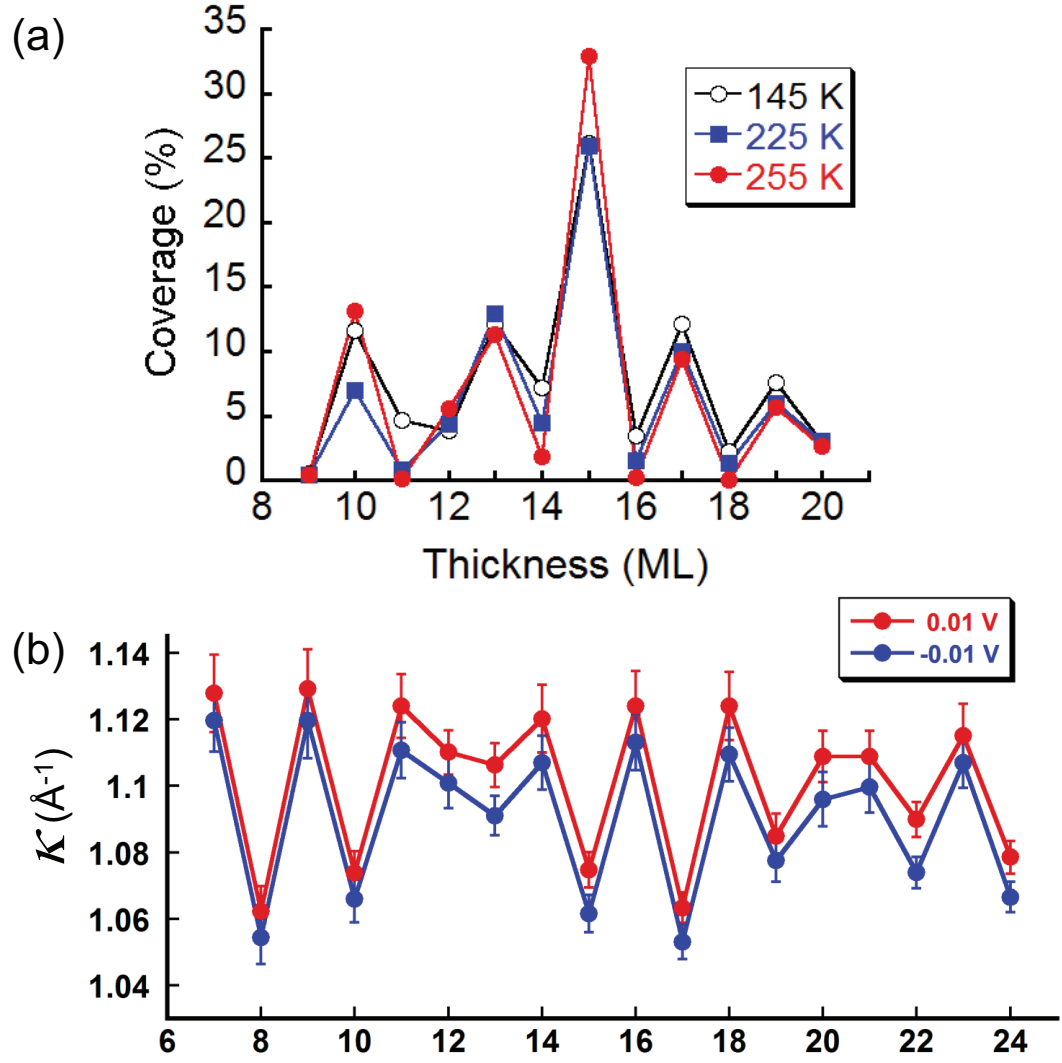 (a)
35
30
25
20
15
10
5
0
Coverage (%)
145 K
225 K
255 K
8 10 12 14 16 18 20
Thickness (ML)
(b)
0.01 V
-0.01 V
1.14
1.12
1.1
1.08
1.06
1.04
κ (Å⁻¹)
6 8 10 12 14 16 18 20 22 24